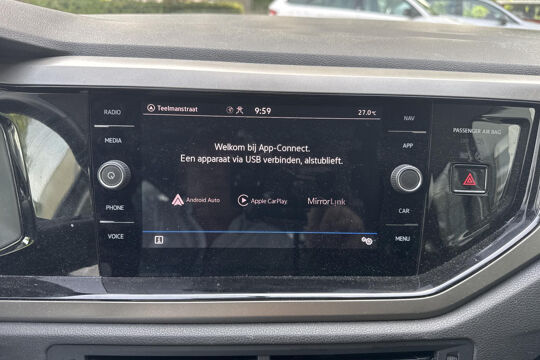 RADIO
MEDIA
PHONE
VOICE
Teelmanstraat
9:59
27.0°C
Welkom bij App-Connect.
Een apparaat via USB verbinden, alstublieft.
Android Auto
Apple CarPlay
MirrorLink
NAV
APP
CAR
MENU
PASSENGER AIR BAG